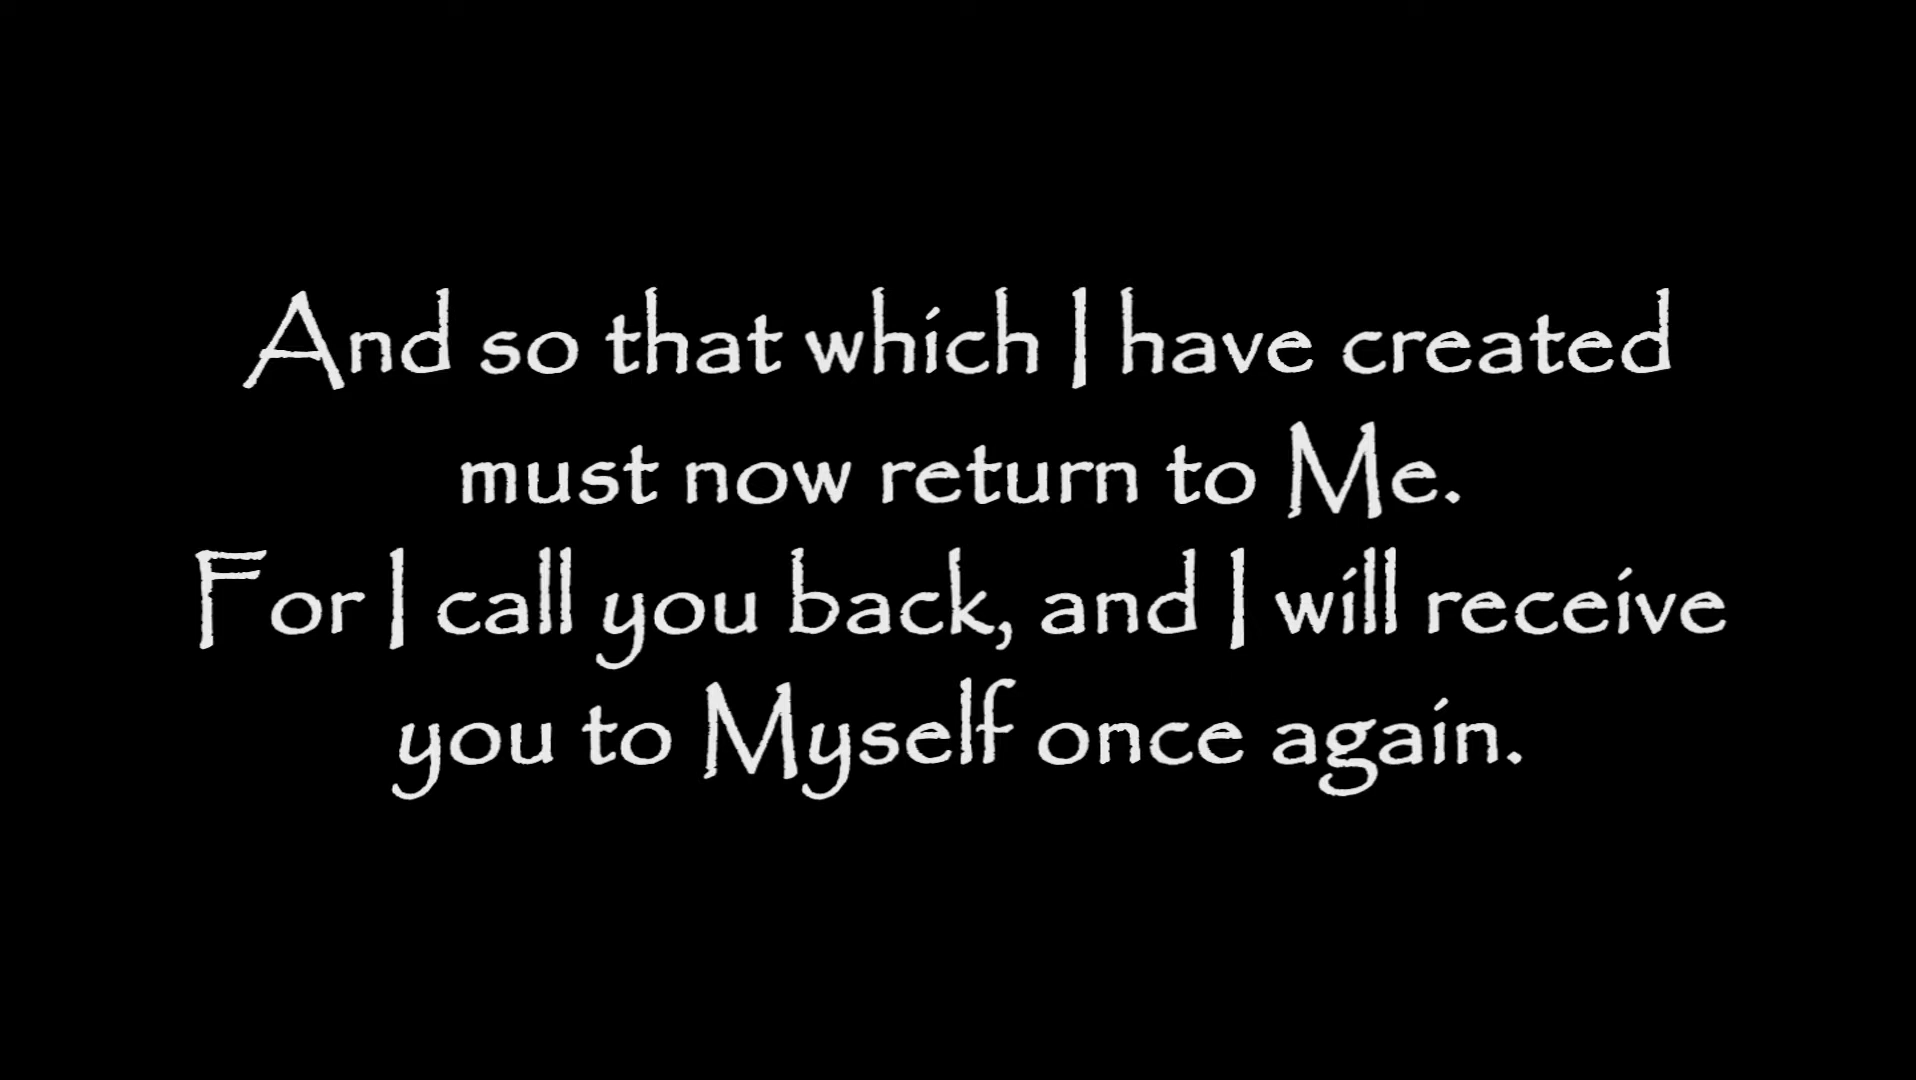 And so that which I have created
must now return to Me.
For I call you back, and I will receive
you to Myself once again.